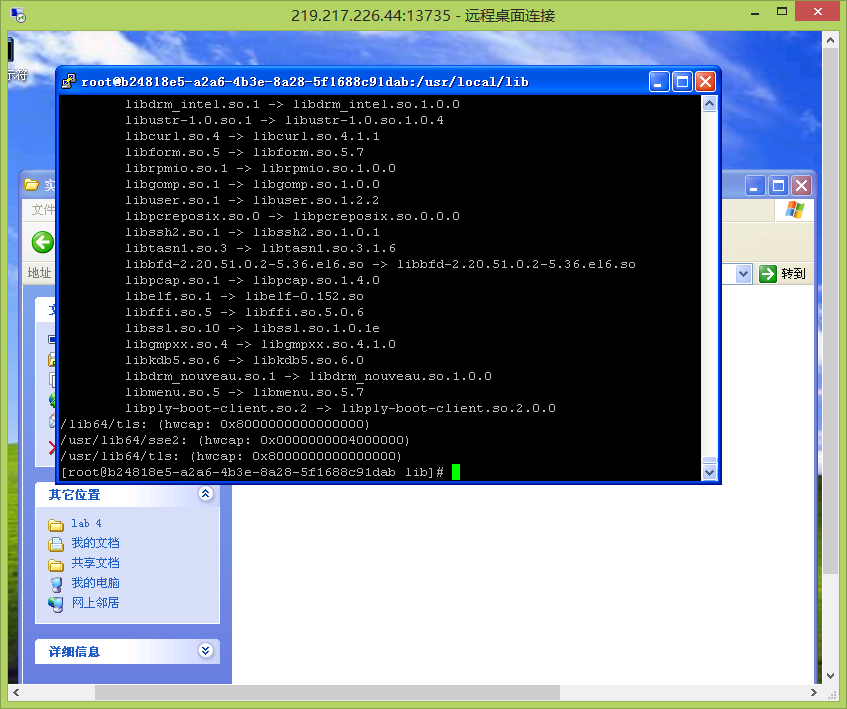 219.217.226.44:13735 - 远程桌面连接
示符
root@b24818e5-a2a6-4b3e-8a28-5f1688c91dab:/usr/local/lib
libdrm_intel.so.1 -> libdrm_intel.so.1.0.0
libustr-1.0.so.1 -> libustr-1.0.so.1.0.4
libcurl.so.4 -> libcurl.so.4.1.1
libform.so.5 -> libform.so.5.7
librpmio.so.1 -> librpmio.so.1.0.0
libgomp.so.1 -> libgomp.so.1.0.0
libuser.so.1 -> libuser.so.1.2.2
libpcreposix.so.0 -> libpcreposix.so.0.0.0
libssh2.so.1 -> libssh2.so.1.0.1
libtasn1.so.3 -> libtasn1.so.3.1.6
libbfd-2.20.51.0.2-5.36.el6.so -> libbfd-2.20.51.0.2-5.36.el6.so
libpcap.so.1 -> libpcap.so.1.4.0
libelf.so.1 -> libelf-0.152.so
libffi.so.5 -> libffi.so.5.0.6
libssl.so.10 -> libssl.so.1.0.1e
libgmpxx.so.4 -> libgmpxx.so.4.1.0
libkdb5.so.6 -> libkdb5.so.6.0
libdrm_nouveau.so.1 -> libdrm_nouveau.so.1.0.0
libmenu.so.5 -> libmenu.so.5.7
libply-boot-client.so.2 -> libply-boot-client.so.2.0.0
/lib64/tls: (hwcap: 0x8000000000000000)
/usr/lib64/sse2: (hwcap: 0x0000000004000000)
/usr/lib64/tls: (hwcap: 0x8000000000000000)
[root@b24818e5-a2a6-4b3e-8a28-5f1688c91dab lib]#
实
文件
地址
转到
其它位置
lab 4
我的文档
共享文档
我的电脑
网上邻居
详细信息